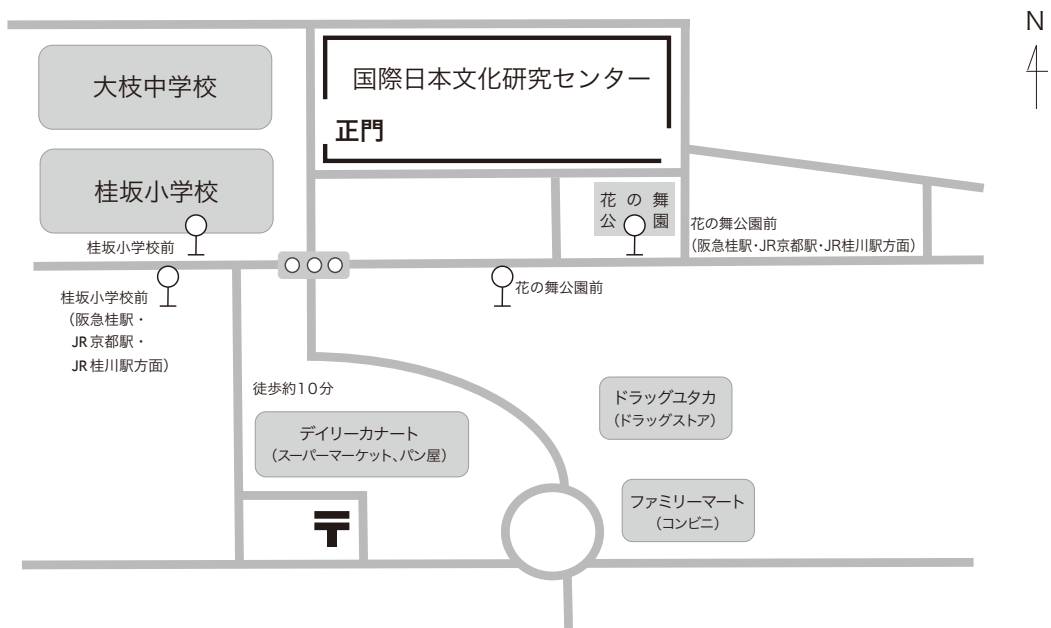 N
国際日本文化研究センター
大枝中学校
正門
桂坂小学校
花の舞
公園
花の舞公園前
(阪急桂駅・JR京都駅・JR桂川駅方面)
桂坂小学校前
花の舞公園前
桂坂小学校前
(阪急桂駅・
JR京都駅・
JR桂川駅方面)
徒歩約10分
ドラッグユタカ
(ドラッグストア)
デイリーカナート
(スーパーマーケット、パン屋)
ファミリーマート
(コンビニ)
〒